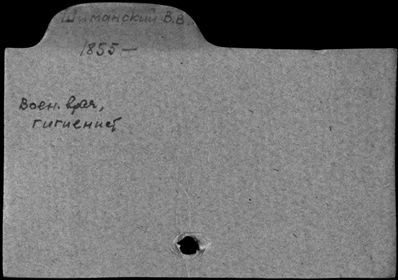 Шиманский В.В.
1855 —
Воен. врач,
гигиенист